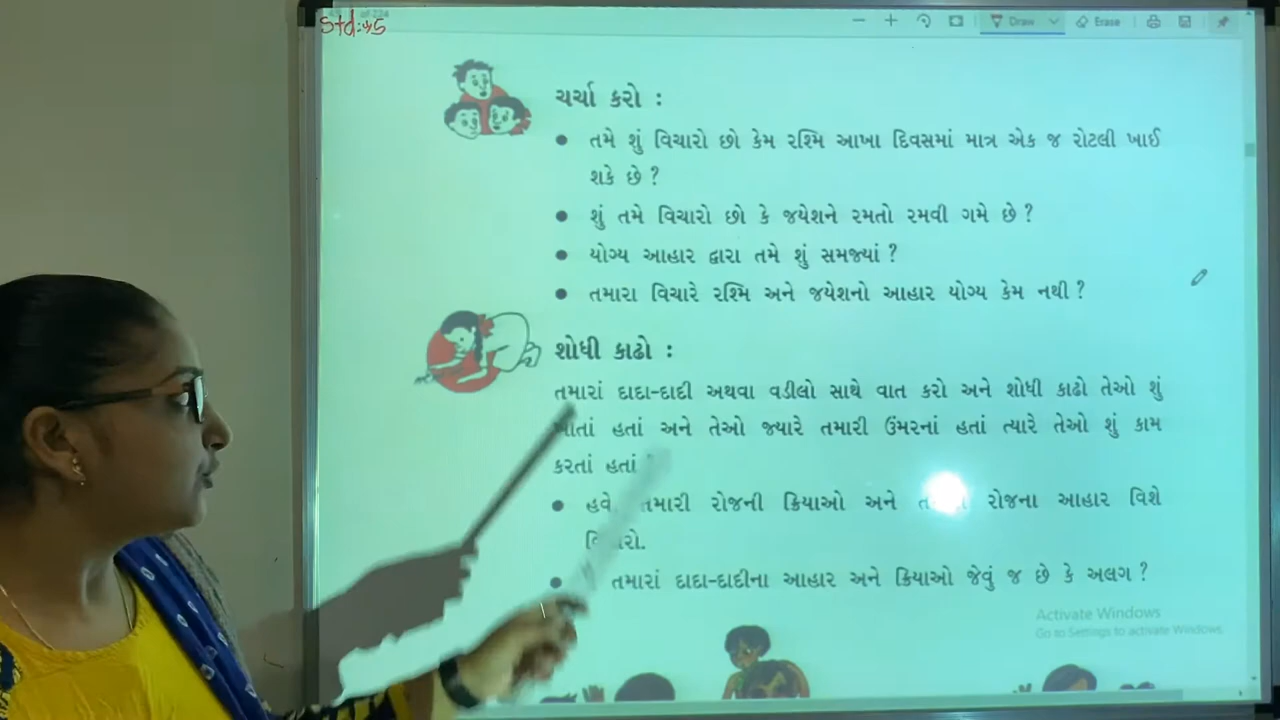 Std:-5
of 224
Draw
Erase
ચર્ચા કરો :
તમે શું વિચારો છો કેમ રશ્મિ આખા દિવસમાં માત્ર એક જ રોટલી ખાઈ
શકે છે ?
શું તમે વિચારો છો કે જયેશને રમતો રમવી ગમે છે ?
યોગ્ય આહાર દ્વારા તમે શું સમજ્યાં ?
તમારા વિચારે રશ્મિ અને જયેશનો આહાર યોગ્ય કેમ નથી ?
શોધી કાઢો :
તમારાં દાદા-દાદી અથવા વડીલો સાથે વાત કરો અને શોધી કાઢો તેઓ શું
હતાં અને તેઓ જ્યારે તમારી ઉંમરનાં હતાં ત્યારે તેઓ શું કામ
કરતાં હતાં
હવે, તમારી રોજની ક્રિયાઓ અને રોજના આહાર વિશે
તમારાં દાદા-દાદીના આહાર અને ક્રિયાઓ જેવું જ છે કે અલગ ?
Activate Windows
Go to Settings to activate Windows.